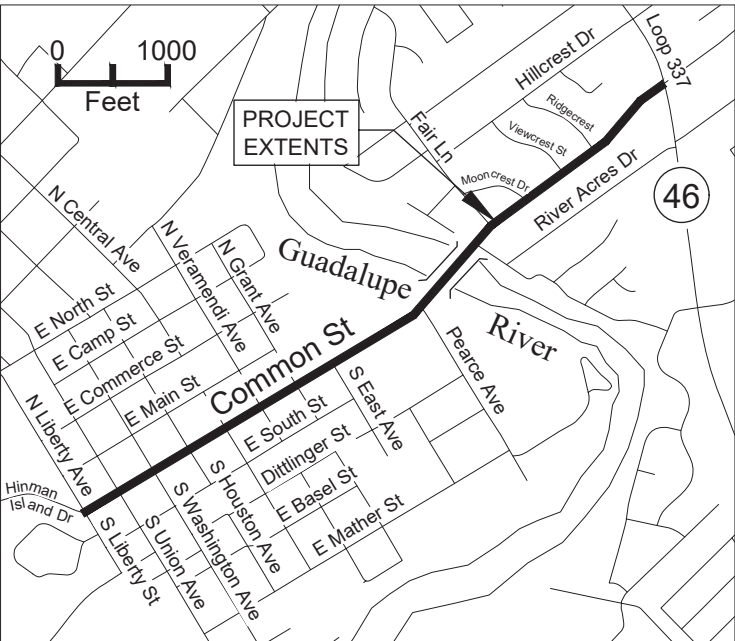 0 1000
Feet
PROJECT
EXTENTS
Hillcrest Dr
Loop 337
Fair Ln
Ridgecrest
Viewcrest St
Mooncrest Dr
River Acres Dr
46
N Central Ave
N Veramendi Ave
N Grant Ave
Guadalupe
River
E North St
E Camp St
E Commerce St
E Main St
Common St
Pearce Ave
S East Ave
E South St
Dittlinger St
E Basel St
E Mather St
N Liberty Ave
Hinman
Island Dr
S Liberty St
S Union Ave
S Washington Ave
S Houston Ave